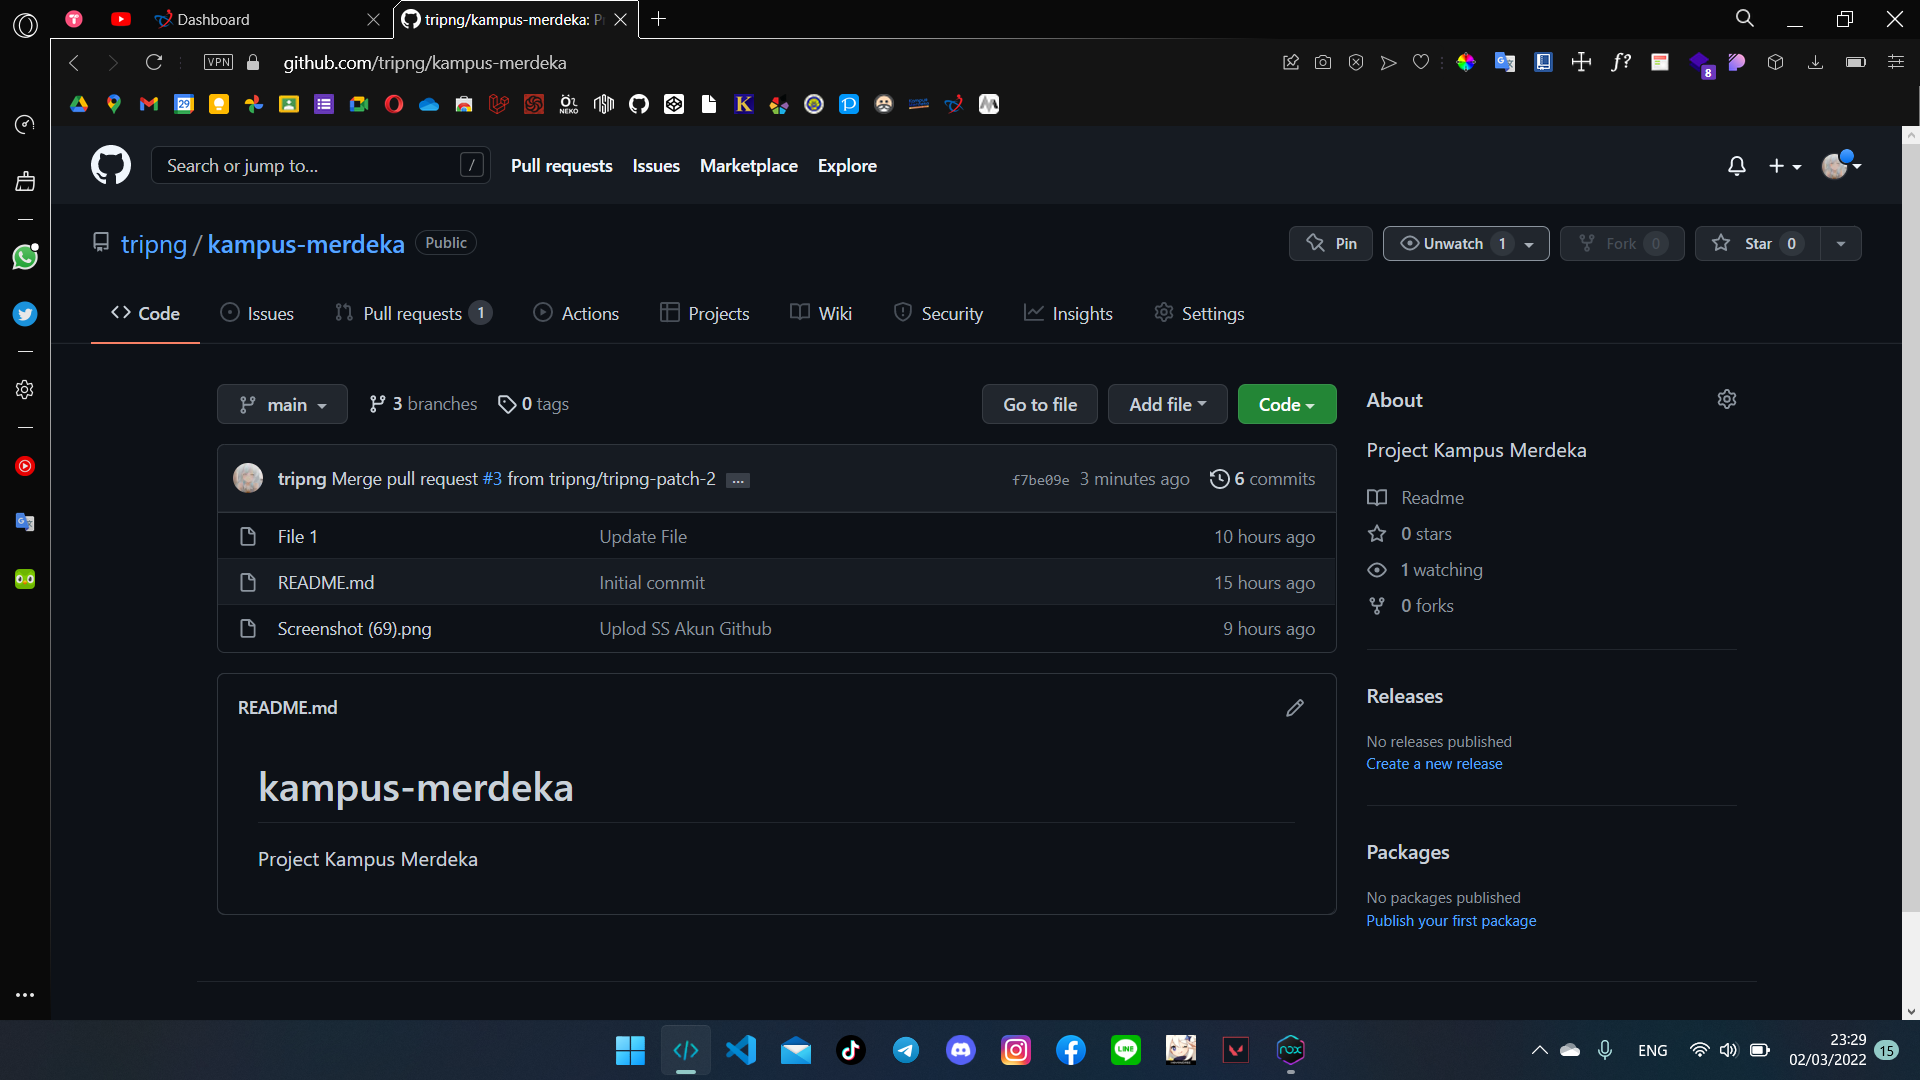 Dashboard
tripng/kampus-merdeka: P
VPN
github.com/tripng/kampus-merdeka
f?
8
29
NEKO
K
Search or jump to...
/
Pull requests
Issues
Marketplace
Explore
tripng / kampus-merdeka
Public
Pin
Unwatch 1
Fork 0
Star 0
Code
Issues
Pull requests 1
Actions
Projects
Wiki
Security
Insights
Settings
main
3 branches
0 tags
Go to file
Add file
Code
About
Project Kampus Merdeka
tripng Merge pull request #3 from tripng/tripng-patch-2 ...
f7be09e 3 minutes ago
6 commits
File 1
Update File
10 hours ago
README.md
Initial commit
15 hours ago
Screenshot (69).png
Uplod SS Akun Github
9 hours ago
Readme
0 stars
1 watching
0 forks
README.md
kampus-merdeka
Project Kampus Merdeka
Releases
No releases published
Create a new release
Packages
No packages published
Publish your first package
LINE
nox
ENG
23:29
02/03/2022
15